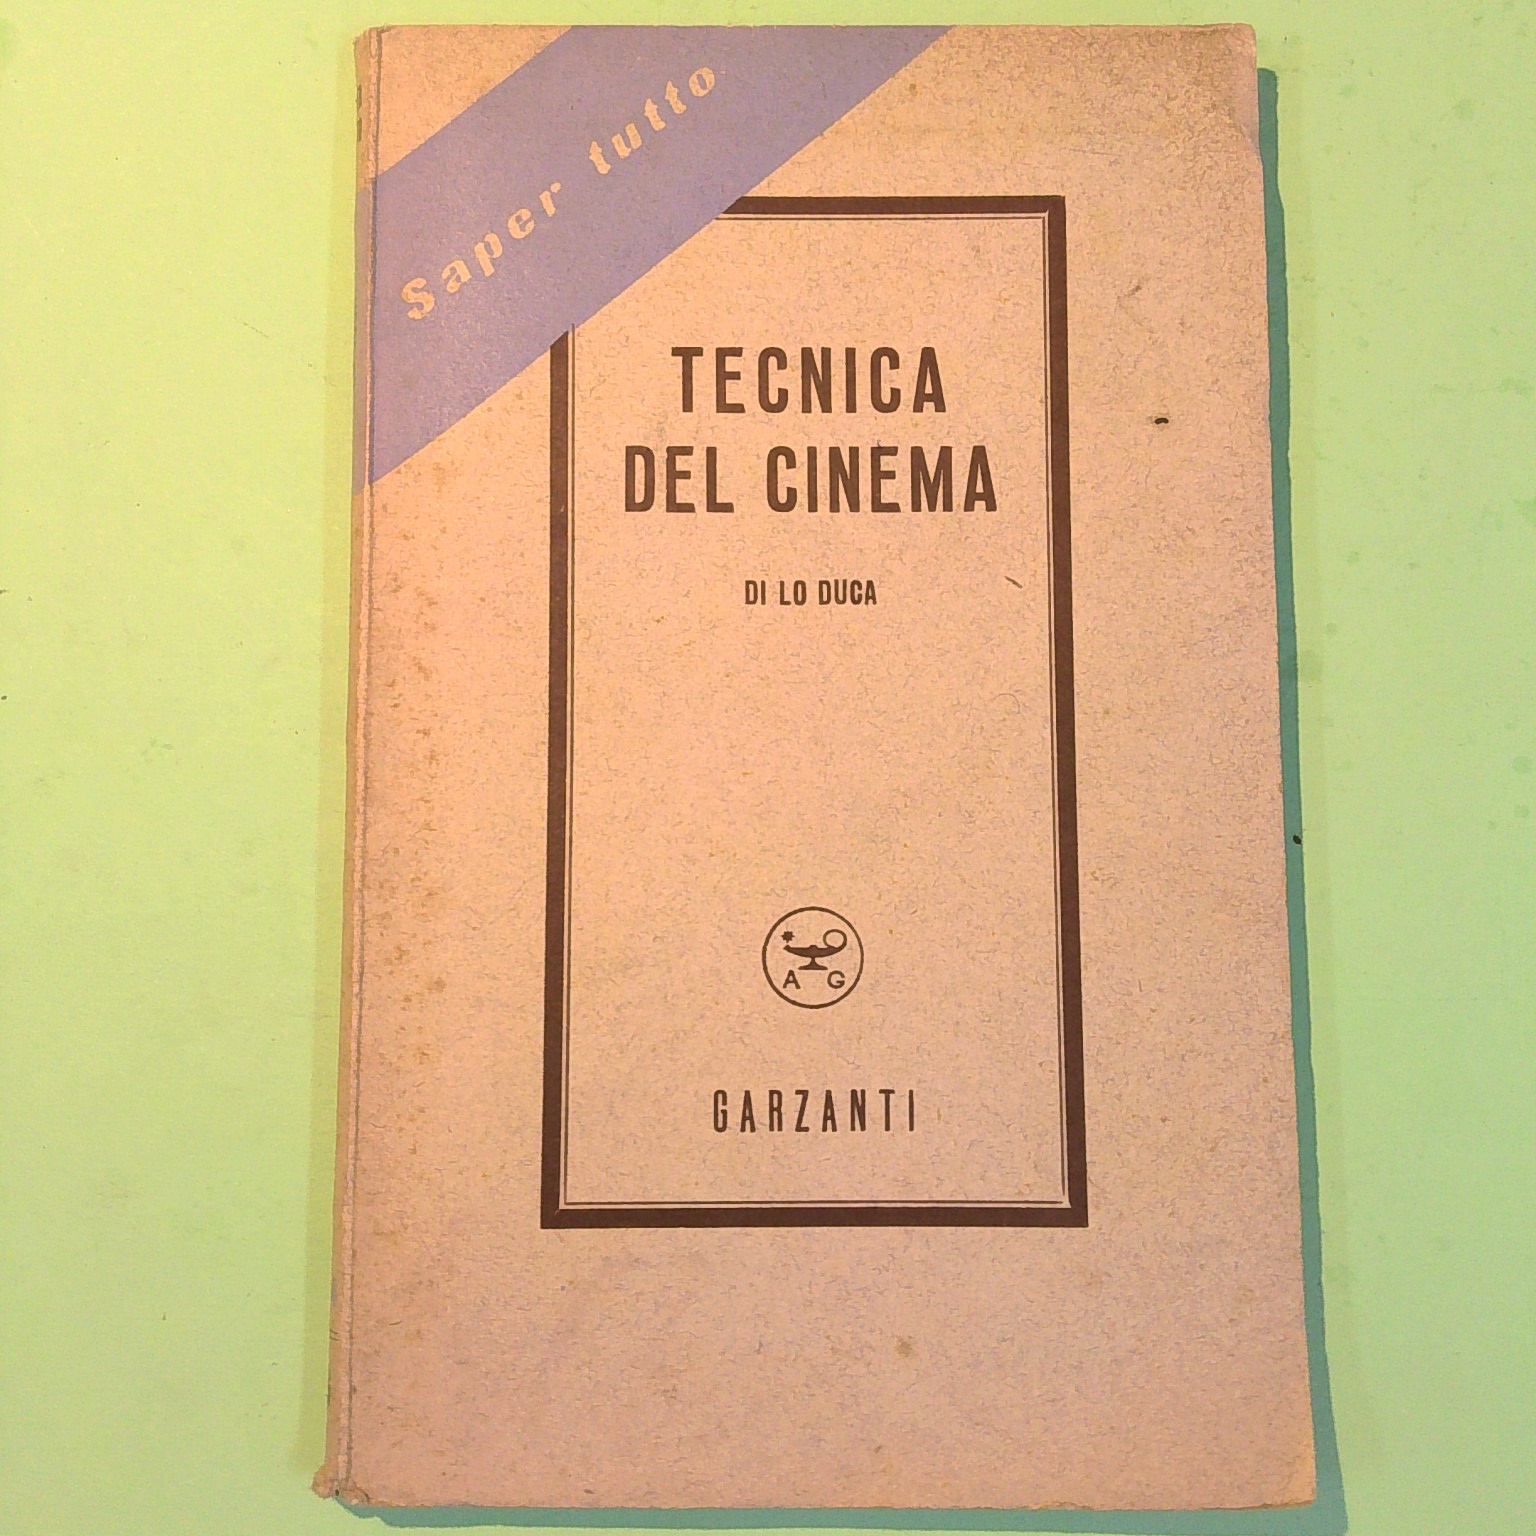 Saper tutto
TECNICA
DEL CINEMA
DI LO DUCA
A G
GARZANTI